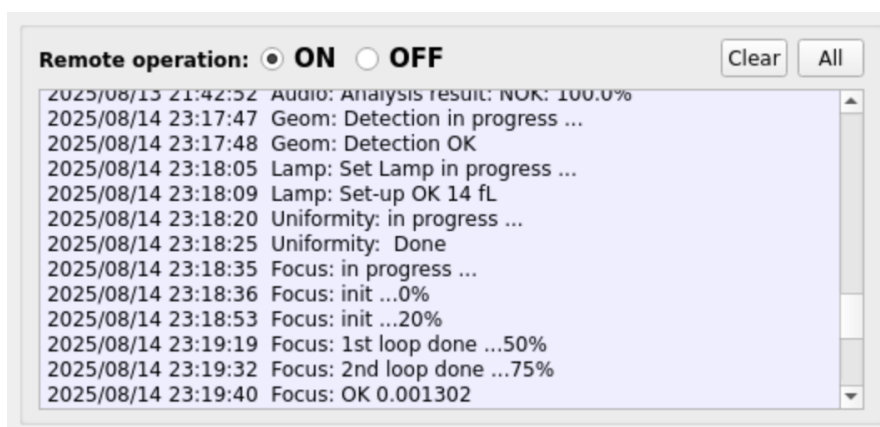 Remote operation: ON OFF Clear All
2025/08/13 21:42:52  Audio: Analysis result: NOK: 100.0%
2025/08/14 23:17:47  Geom: Detection in progress ...
2025/08/14 23:17:48  Geom: Detection OK
2025/08/14 23:18:05  Lamp: Set Lamp in progress ...
2025/08/14 23:18:09  Lamp: Set-up OK 14 fL
2025/08/14 23:18:20  Uniformity: in progress ...
2025/08/14 23:18:25  Uniformity:  Done
2025/08/14 23:18:35  Focus: in progress ...
2025/08/14 23:18:36  Focus: init ...0%
2025/08/14 23:18:53  Focus: init ...20%
2025/08/14 23:19:19  Focus: 1st loop done ...50%
2025/08/14 23:19:32  Focus: 2nd loop done ...75%
2025/08/14 23:19:40  Focus: OK 0.001302